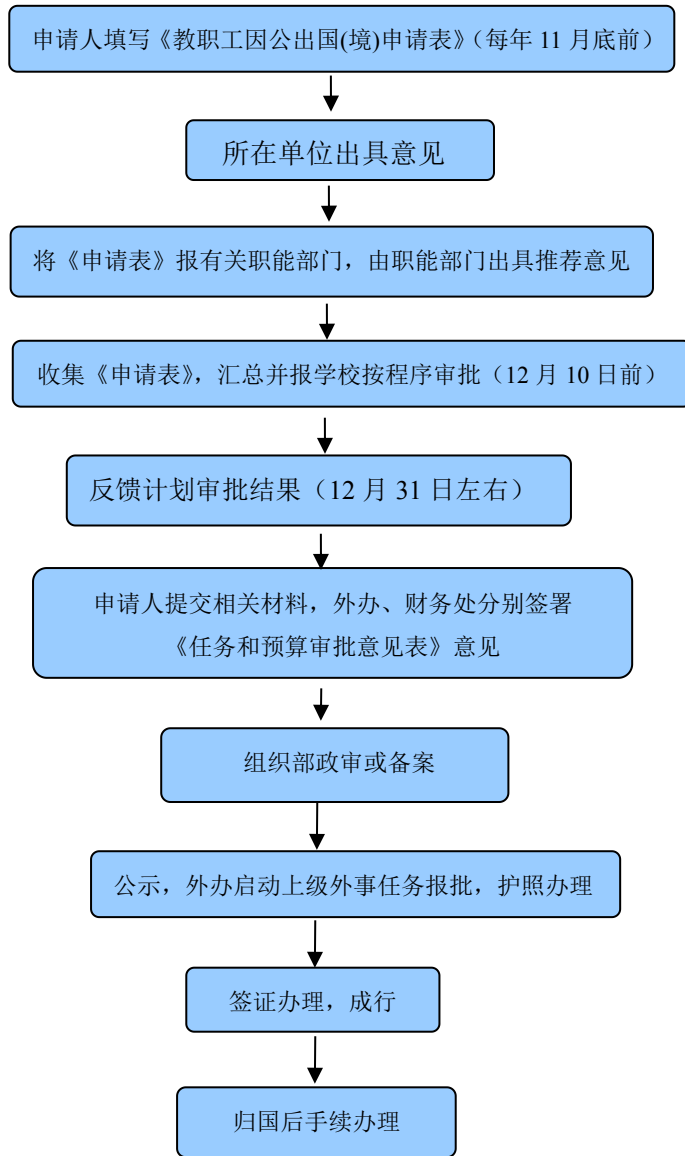 申请人填写《教职工因公出国(境)申请表》（每年 11 月底前）
所在单位出具意见
将《申请表》报有关职能部门，由职能部门出具推荐意见
收集《申请表》，汇总并报学校按程序审批（12 月 10 日前）
反馈计划审批结果（12 月 31 日左右）
申请人提交相关材料，外办、财务处分别签署
《任务和预算审批意见表》意见
组织部政审或备案
公示，外办启动上级外事任务报批，护照办理
签证办理，成行
归国后手续办理